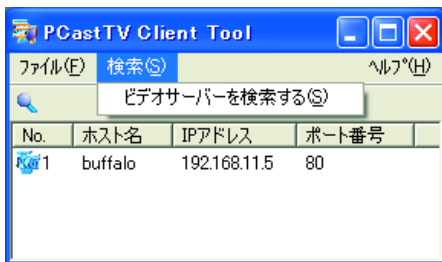 PCastTV Client Tool
ファイル(F) 検索(S) ヘルプ(H)
ビデオサーバーを検索する(S)
No. ホスト名 IPアドレス ポート番号
1 buffalo 192.168.11.5 80